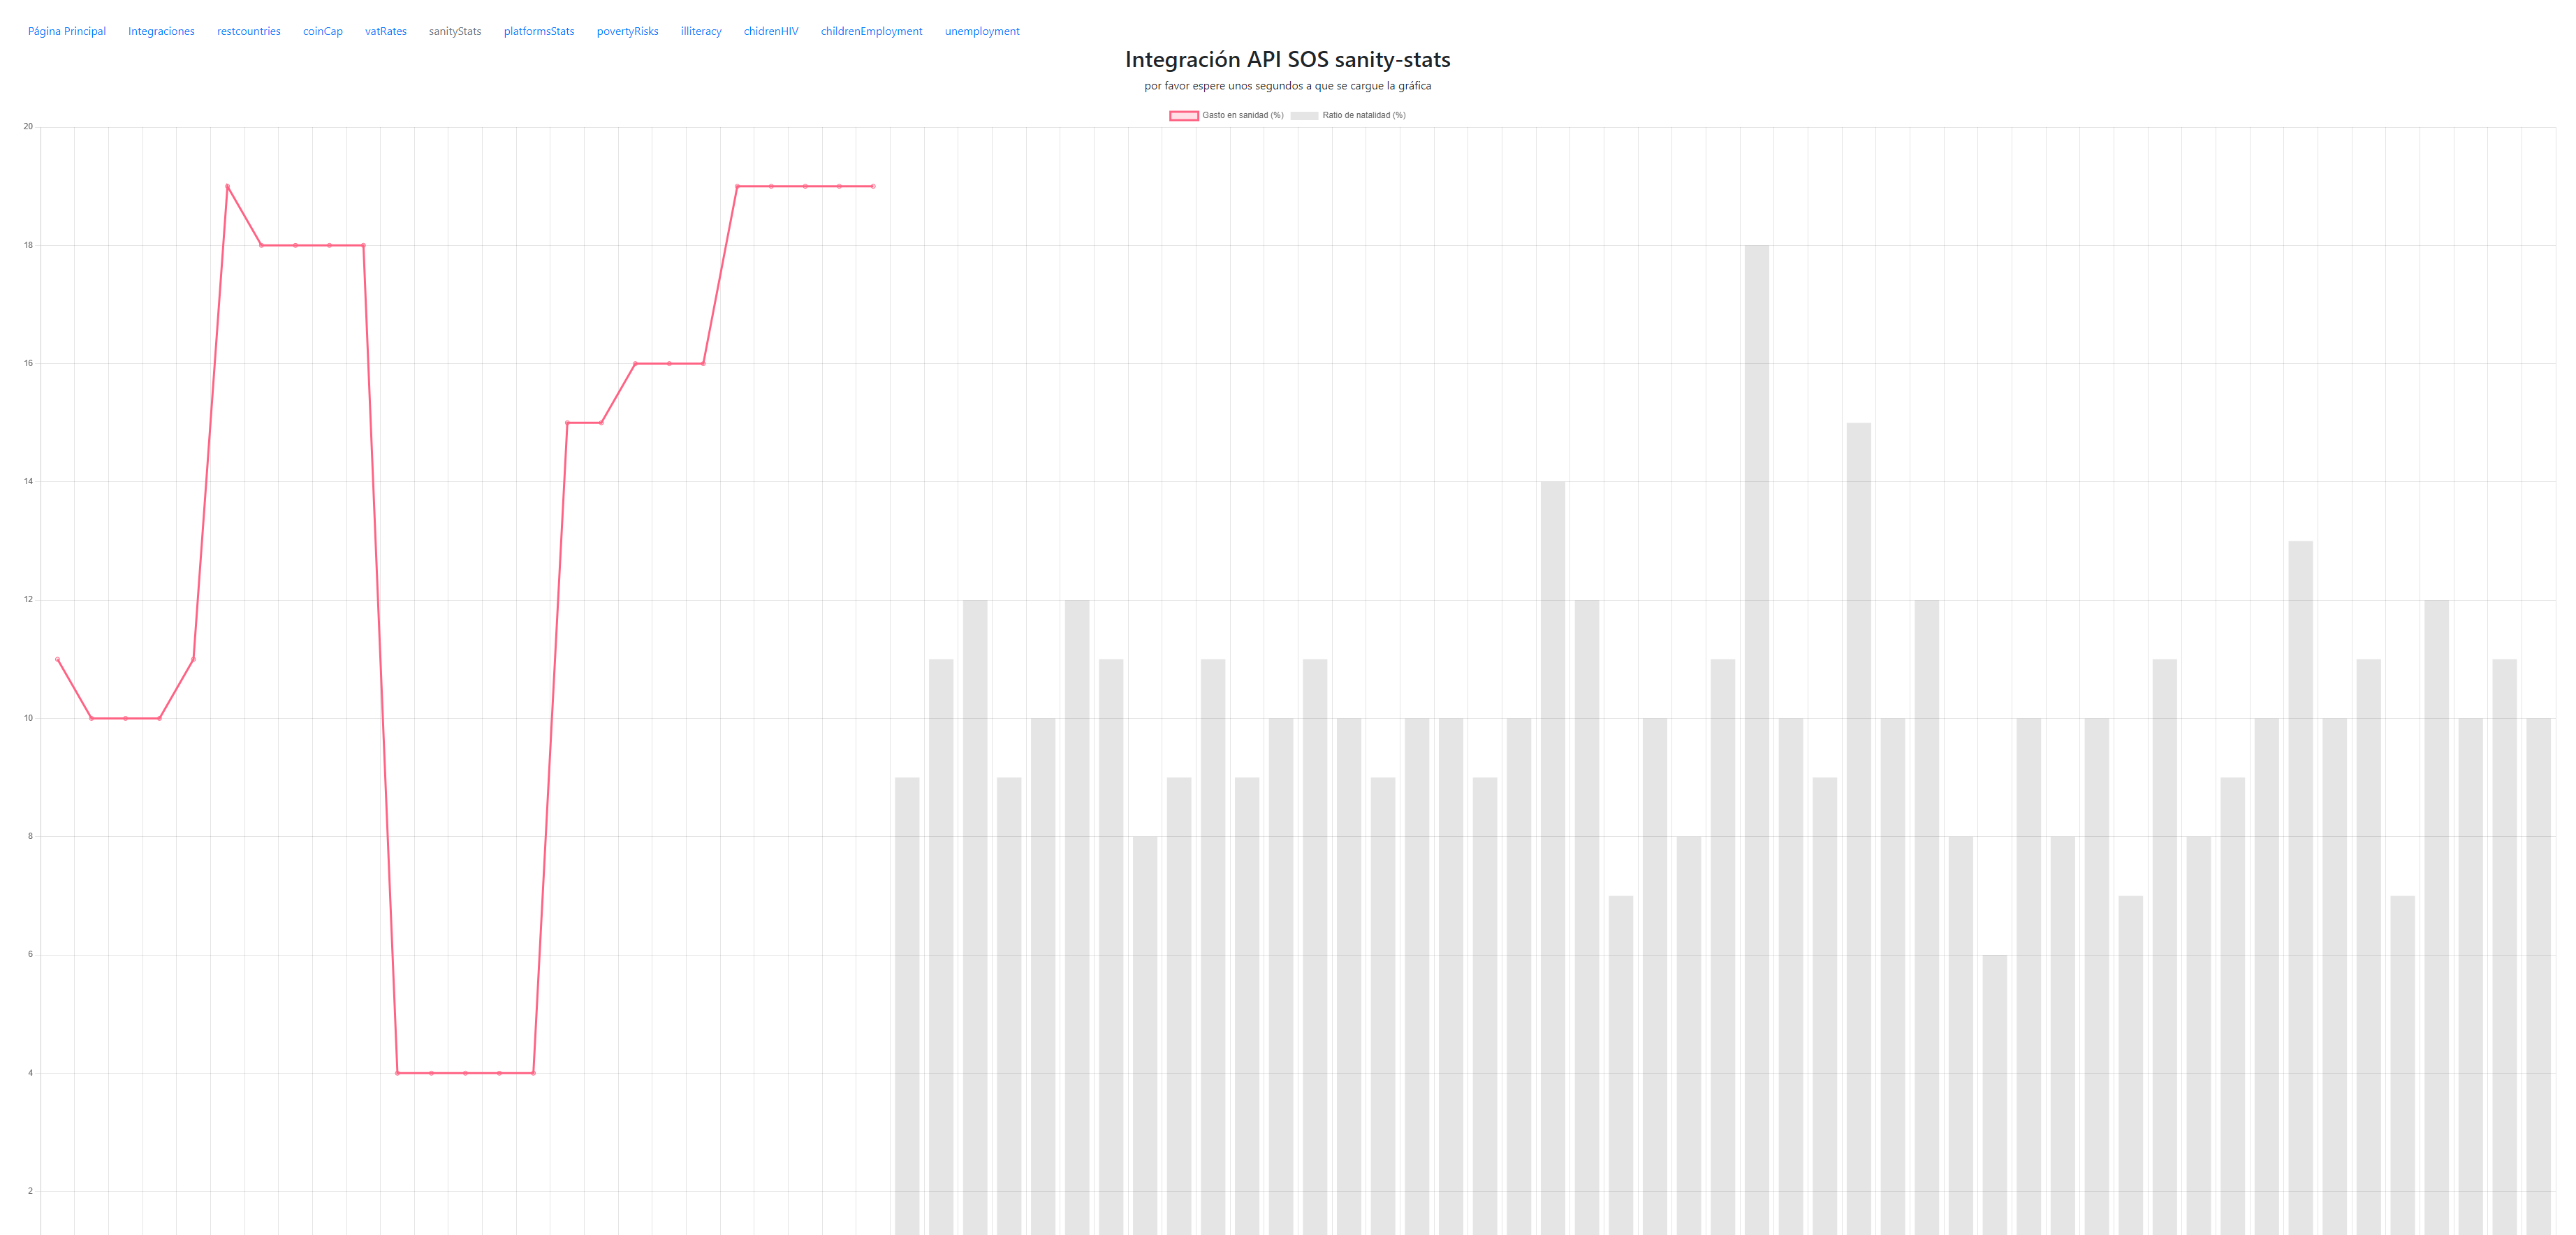 Página Principal Integraciones restcountries coinCap vatRates sanityStats platformsStats povertyRisks illiteracy chidrenHIV childrenEmployment unemployment
Integración API SOS sanity-stats
por favor espere unos segundos a que se cargue la gráfica
Gasto en sanidad (%) Ratio de natalidad (%)
20
18
16
14
12
10
8
6
4
2